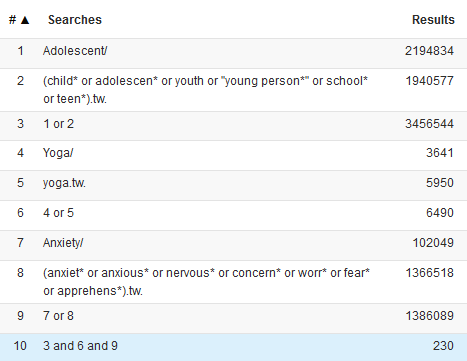 # ▲ Searches Results
1 Adolescent/ 2194834
2 (child* or adolescen* or youth or "young person*" or school* 1940577
or teen*).tw.
3 1 or 2 3456544
4 Yoga/ 3641
5 yoga.tw. 5950
6 4 or 5 6490
7 Anxiety/ 102049
8 (anxiet* or anxious* or nervous* or concern* or worr* or fear* 1366518
or apprehens*).tw.
9 7 or 8 1386089
10 3 and 6 and 9 230